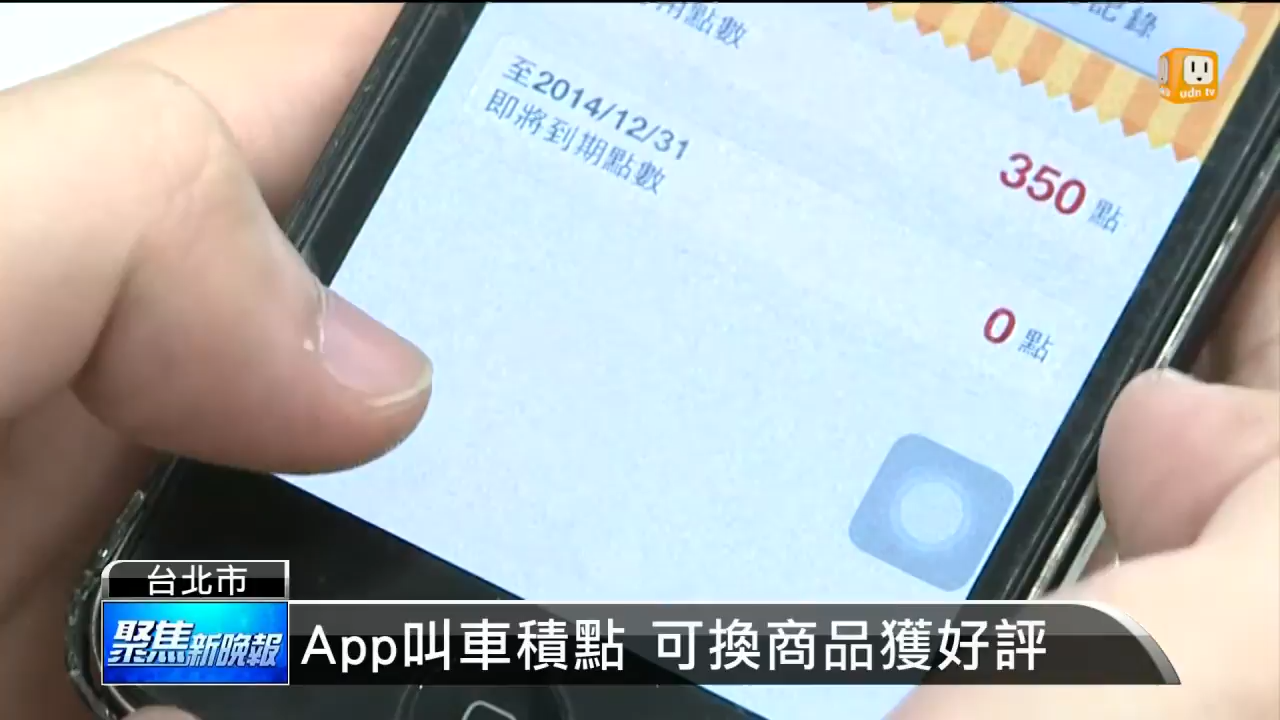 記錄
用點數
350 點
至2014/12/31
即將到期點數
0 點
udn tv
台北市
聚焦新晚報
App叫車積點 可換商品獲好評